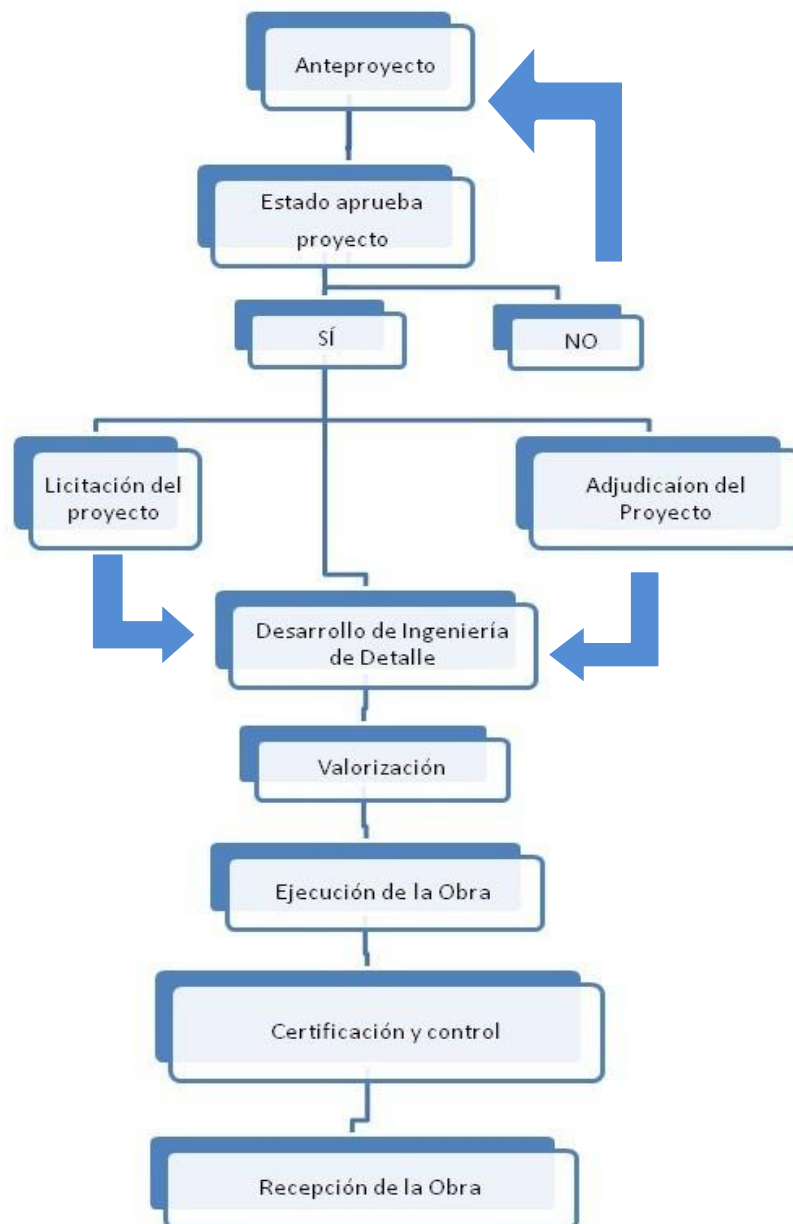 Anteproyecto
Estado aprueba
proyecto
SÍ
NO
Licitación del
proyecto
Adjudicaíon del
Proyecto
Desarrollo de Ingeniería
de Detalle
Valorización
Ejecución de la Obra
Certificación y control
Recepción de la Obra